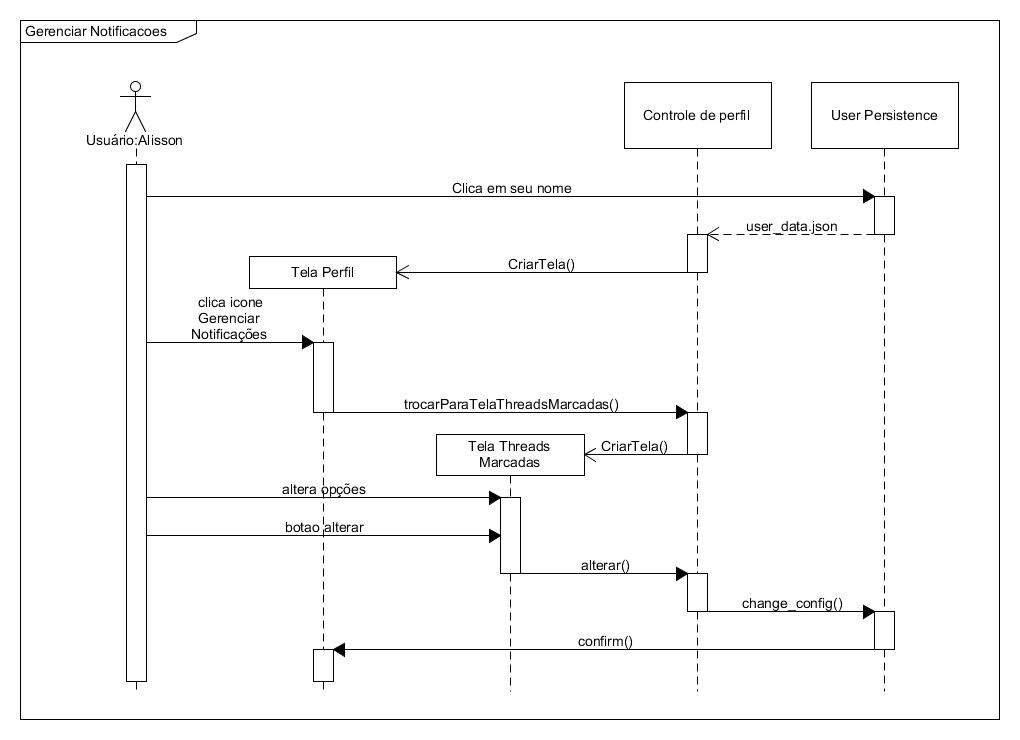 Gerenciar Notificacoes
Usuário:Alisson
Controle de perfil
User Persistence
Clica em seu nome
user_data.json
CriarTela()
Tela Perfil
clica icone
Gerenciar
Notificações
trocarParaTelaThreadsMarcadas()
Tela Threads
Marcadas
CriarTela()
altera opções
botao alterar
alterar()
change_config()
confirm()